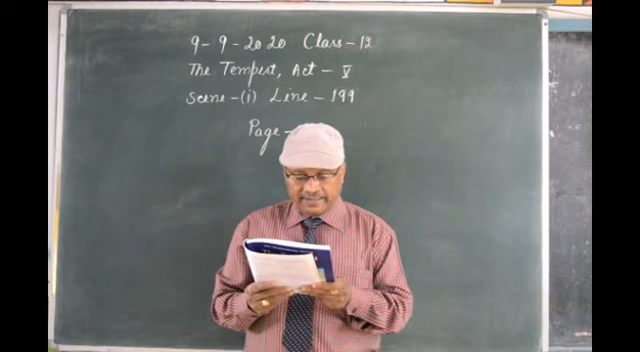 9-9-2020 Class-12
The Tempest, Act-V
Scene-(i) Line-199
Page-